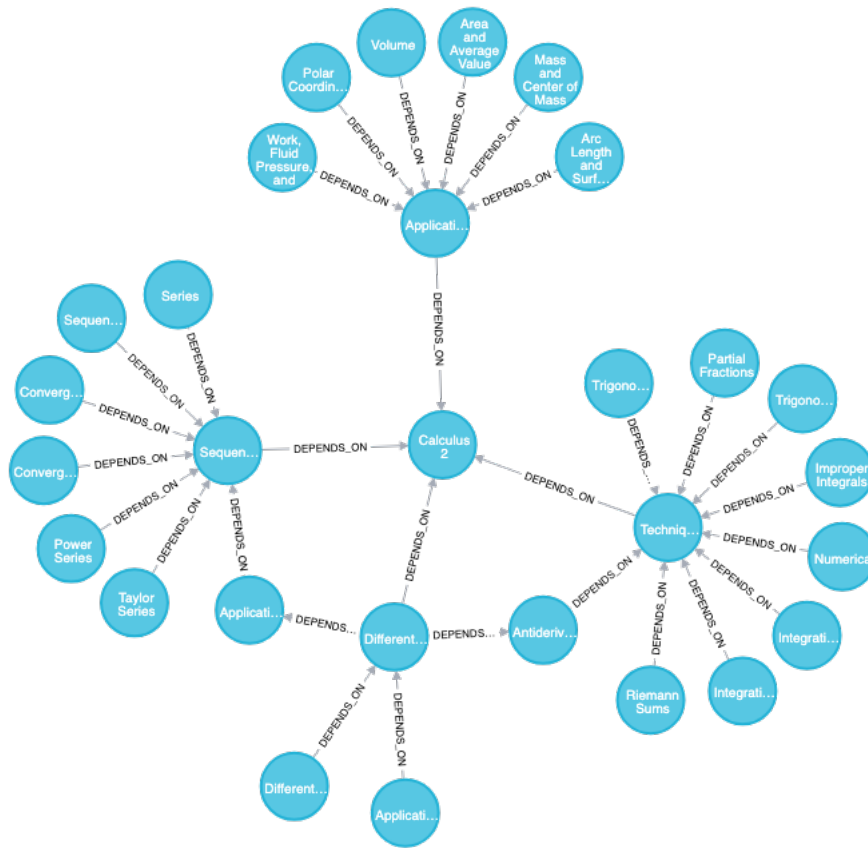 Area
and
Average
Value
Volume
Mass
and
Center of
Mass
Polar
Coordin...
Work,
Fluid
Pressure,
and
Arc
Length
and
Surf...
DEPENDS_ON
DEPENDS_ON
DEPENDS_ON
DEPENDS_ON
DEPENDS_ON
DEPENDS_ON
Applicati...
DEPENDS_ON
Series
Sequen...
Converg...
Converg...
Power
Series
Taylor
Series
Applicati...
DEPENDS_ON
DEPENDS_ON
DEPENDS_ON
DEPENDS_ON
DEPENDS_ON
DEPENDS_ON
DEPENDS_ON
Sequen...
DEPENDS_ON
Calculus
2
DEPENDS_ON
Trigono...
Partial
Fractions
Trigono...
Improper
Integrals
Numerical
Integrati...
Integrati...
Riemann
Sums
Antideriv...
DEPENDS...
DEPENDS_ON
DEPENDS_ON
DEPENDS_ON
DEPENDS_ON
DEPENDS_ON
DEPENDS_ON
DEPENDS_ON
DEPENDS_ON
Techniq...
DEPENDS_ON
DEPENDS...
Different...
DEPENDS...
DEPENDS_ON
DEPENDS_ON
Different...
Applicati...